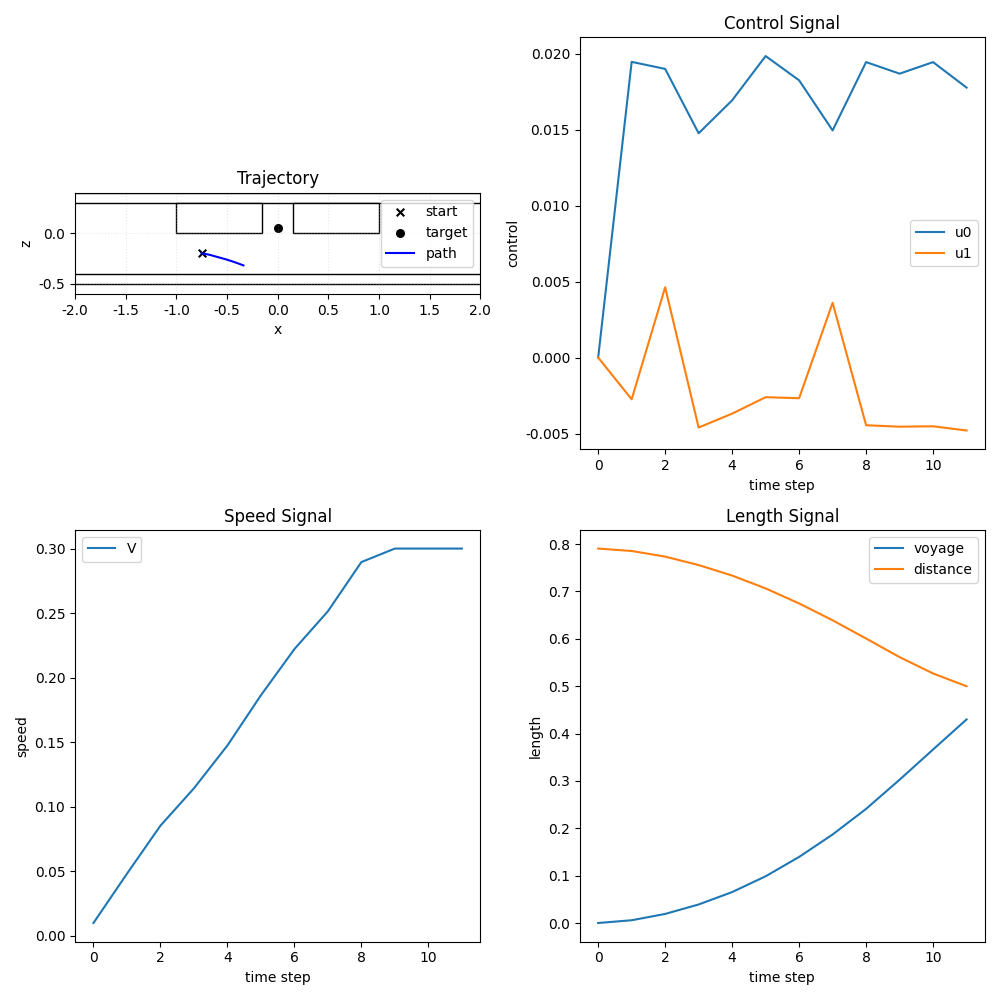 Trajectory
z
0.0
-0.5
start
target
path
-2.0 -1.5 -1.0 -0.5 0.0 0.5 1.0 1.5 2.0
x
Control Signal
control
0.020
0.015
0.010
0.005
0.000
-0.005
u0
u1
0 2 4 6 8 10
time step
Speed Signal
speed
0.30
0.25
0.20
0.15
0.10
0.05
0.00
V
0 2 4 6 8 10
time step
Length Signal
length
0.8
0.7
0.6
0.5
0.4
0.3
0.2
0.1
0.0
voyage
distance
0 2 4 6 8 10
time step